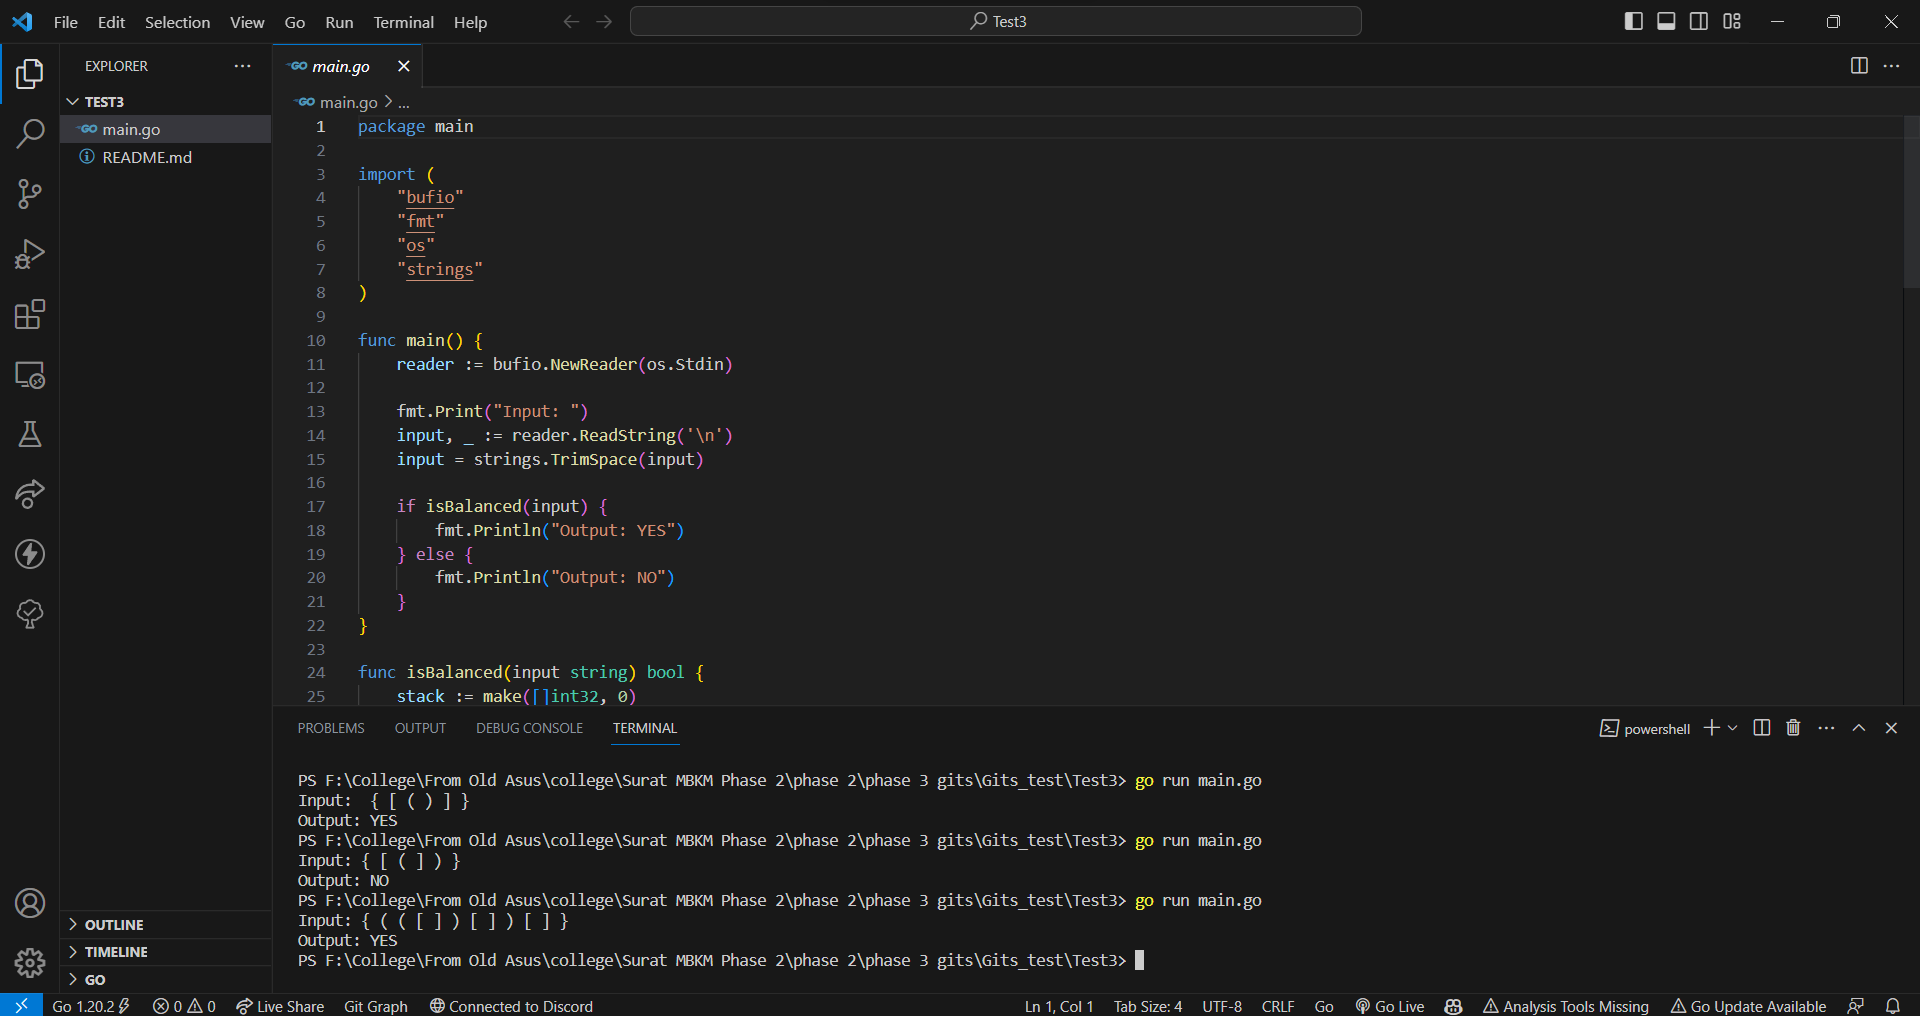 File Edit Selection View Go Run Terminal Help
Test3
EXPLORER
TEST3
GO main.go
README.md
OUTLINE
TIMELINE
GO
GO main.go
GO main.go > ...
1 package main
2
3 import (
4 "bufio"
5 "fmt"
6 "os"
7 "strings"
8 )
9
10 func main() {
11 reader := bufio.NewReader(os.Stdin)
12
13 fmt.Print("Input: ")
14 input, _ := reader.ReadString('\n')
15 input = strings.TrimSpace(input)
16
17 if isBalanced(input) {
18 fmt.Println("Output: YES")
19 } else {
20 fmt.Println("Output: NO")
21 }
22 }
23
24 func isBalanced(input string) bool {
25 stack := make([]int32, 0)
PROBLEMS OUTPUT DEBUG CONSOLE TERMINAL
powershell
PS F:\College\From Old Asus\college\Surat MBKM Phase 2\phase 2\phase 3 gits\Gits_test\Test3> go run main.go
Input:  { [ ( ) ] }
Output: YES
PS F:\College\From Old Asus\college\Surat MBKM Phase 2\phase 2\phase 3 gits\Gits_test\Test3> go run main.go
Input: { [ ( ] ) }
Output: NO
PS F:\College\From Old Asus\college\Surat MBKM Phase 2\phase 2\phase 3 gits\Gits_test\Test3> go run main.go
Input: { ( ( [ ] ) [ ] ) [ ] }
Output: YES
PS F:\College\From Old Asus\college\Surat MBKM Phase 2\phase 2\phase 3 gits\Gits_test\Test3>
Go 1.20.2 0 0 Live Share Git Graph Connected to Discord Ln 1, Col 1 Tab Size: 4 UTF-8 CRLF Go Go Live Analysis Tools Missing Go Update Available